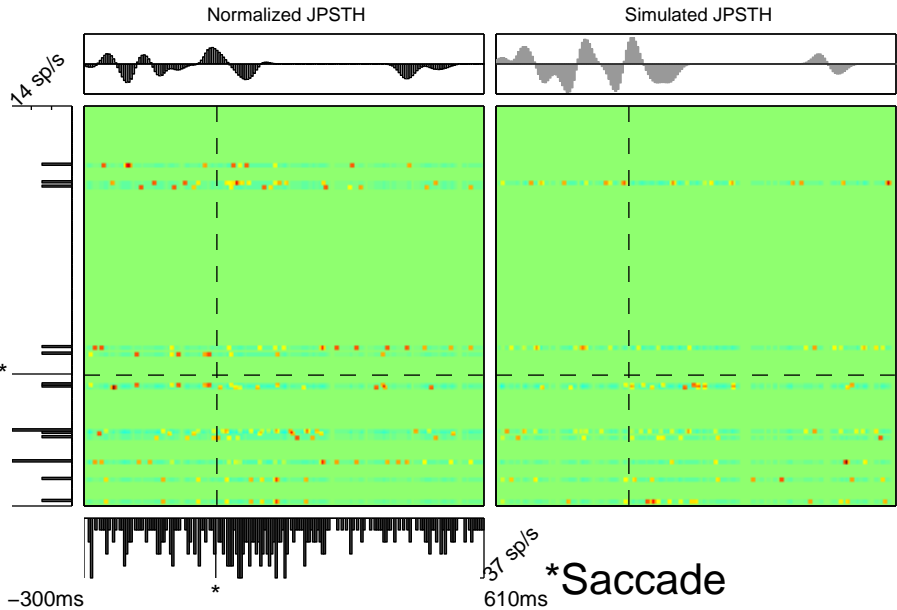 Normalized JPSTH
Simulated JPSTH
14 sp/s
*
*
37 sp/s
*Saccade
−300ms
610ms